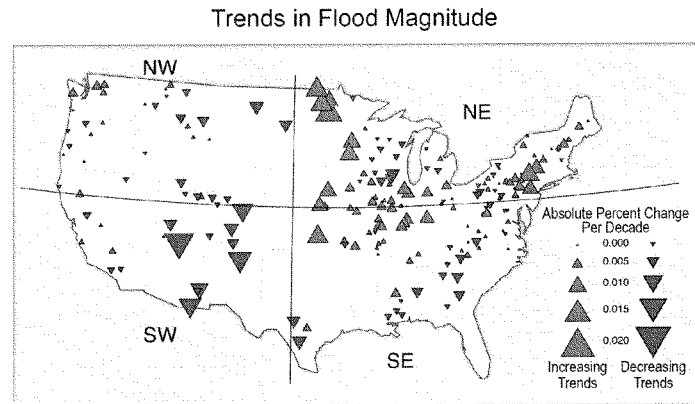 Trends in Flood Magnitude
NW
NE
SW
SE
Absolute Percent Change
Per Decade
0.000
0.005
0.010
0.015
0.020
Increasing Trends
Decreasing Trends